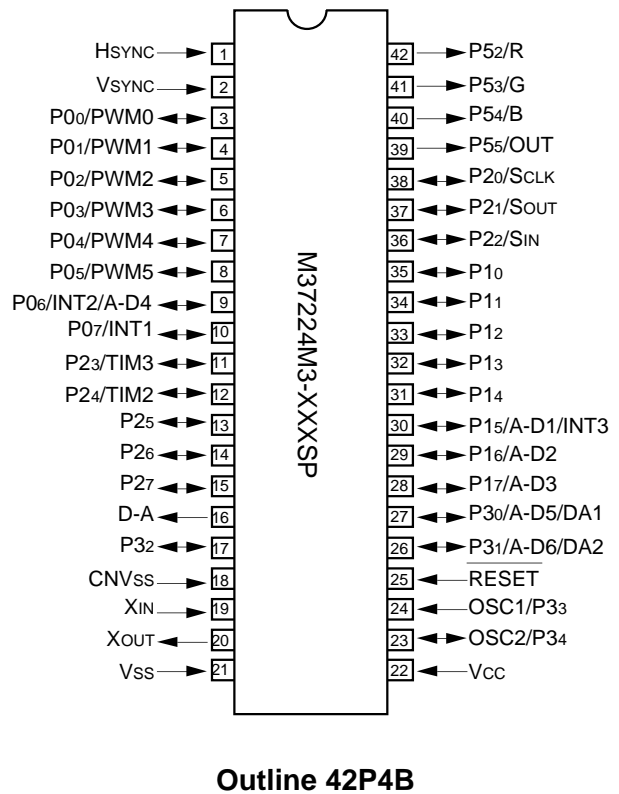 HSYNC 1 42 P52/R
VSYNC 2 41 P53/G
P00/PWM0 3 40 P54/B
P01/PWM1 4 39 P55/OUT
P02/PWM2 5 38 P20/SCLK
P03/PWM3 6 37 P21/SOUT
P04/PWM4 7 36 P22/SIN
P05/PWM5 8 35 P10
P06/INT2/A-D4 9 34 P11
P07/INT1 10 33 P12
P23/TIM3 11 32 P13
P24/TIM2 12 31 P14
P25 13 30 P15/A-D1/INT3
P26 14 29 P16/A-D2
P27 15 28 P17/A-D3
D-A 16 27 P30/A-D5/DA1
P32 17 26 P31/A-D6/DA2
CNVSS 18 25 RESET
XIN 19 24 OSC1/P33
XOUT 20 23 OSC2/P34
VSS 21 22 VCC
M37224M3-XXXSP
Outline 42P4B